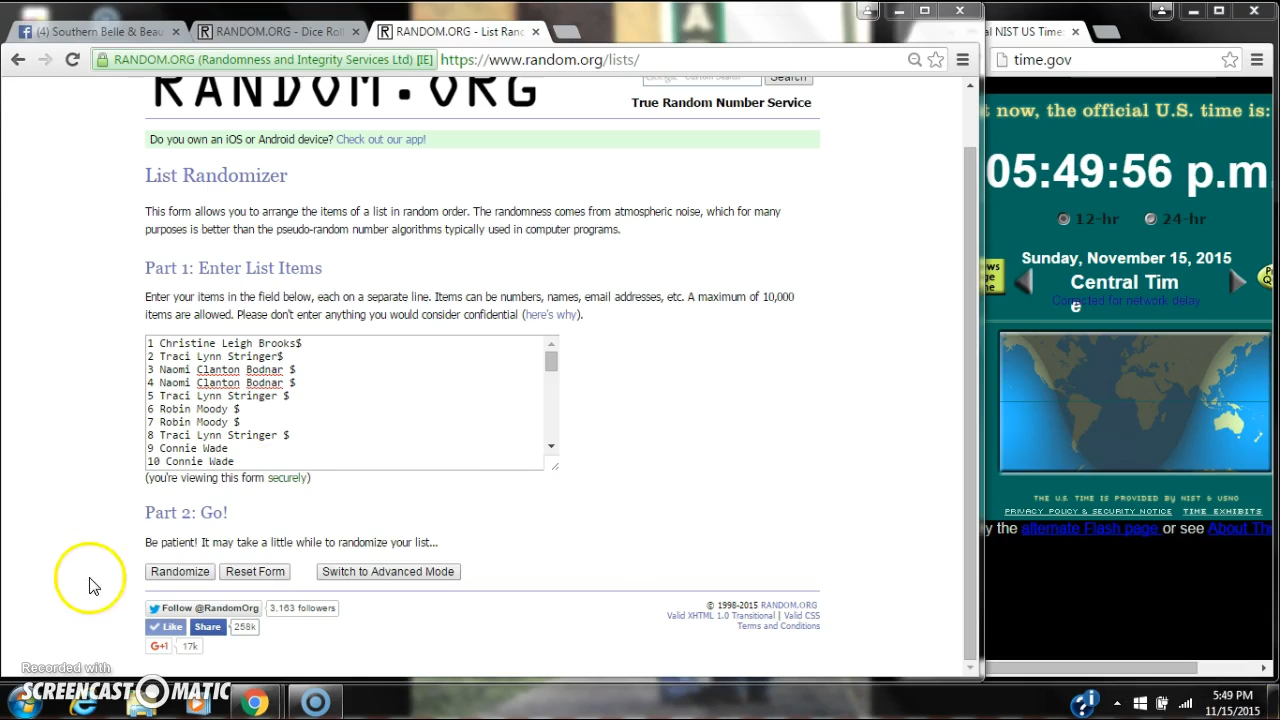 (4) Southern Belle & Beau
RANDOM.ORG - Dice Roll
RANDOM.ORG - List Ran
al NIST US Time:
RANDOM.ORG (Randomness and Integrity Services Ltd) [IE]
https://www.random.org/lists/
time.gov
RANDOM.ORG
Search
True Random Number Service
Do you own an iOS or Android device? Check out our app!
List Randomizer
This form allows you to arrange the items of a list in random order. The randomness comes from atmospheric noise, which for many
purposes is better than the pseudo-random number algorithms typically used in computer programs.
Part 1: Enter List Items
Enter your items in the field below, each on a separate line. Items can be numbers, names, email addresses, etc. A maximum of 10,000
items are allowed. Please don't enter anything you would consider confidential (here's why).
1 Christine Leigh Brooks$
2 Traci Lynn Stringer$
3 Naomi Clanton Bodnar $
4 Naomi Clanton Bodnar $
5 Traci Lynn Stringer $
6 Robin Moody $
7 Robin Moody $
8 Traci Lynn Stringer $
9 Connie Wade
10 Connie Wade
(you're viewing this form securely)
Part 2: Go!
Be patient! It may take a little while to randomize your list...
Randomize
Reset Form
Switch to Advanced Mode
Follow @RandomOrg
3,163 followers
Like
Share
258k
G+1
17k
© 1998-2015 RANDOM.ORG
Valid XHTML 1.0 Transitional | Valid CSS
Terms and Conditions
t now, the official U.S. time is:
05:49:56 p.m
12-hr
24-hr
Sunday, November 15, 2015
Central Tim
e
Corrected for network delay
THE U.S. TIME IS PROVIDED BY NIST & USNO
PRIVACY POLICY & SECURITY NOTICE
TIME EXHIBITS
y the alternate Flash page or see About Th
Recorded with
SCREENCAST-O-MATIC
5:49 PM
11/15/2015